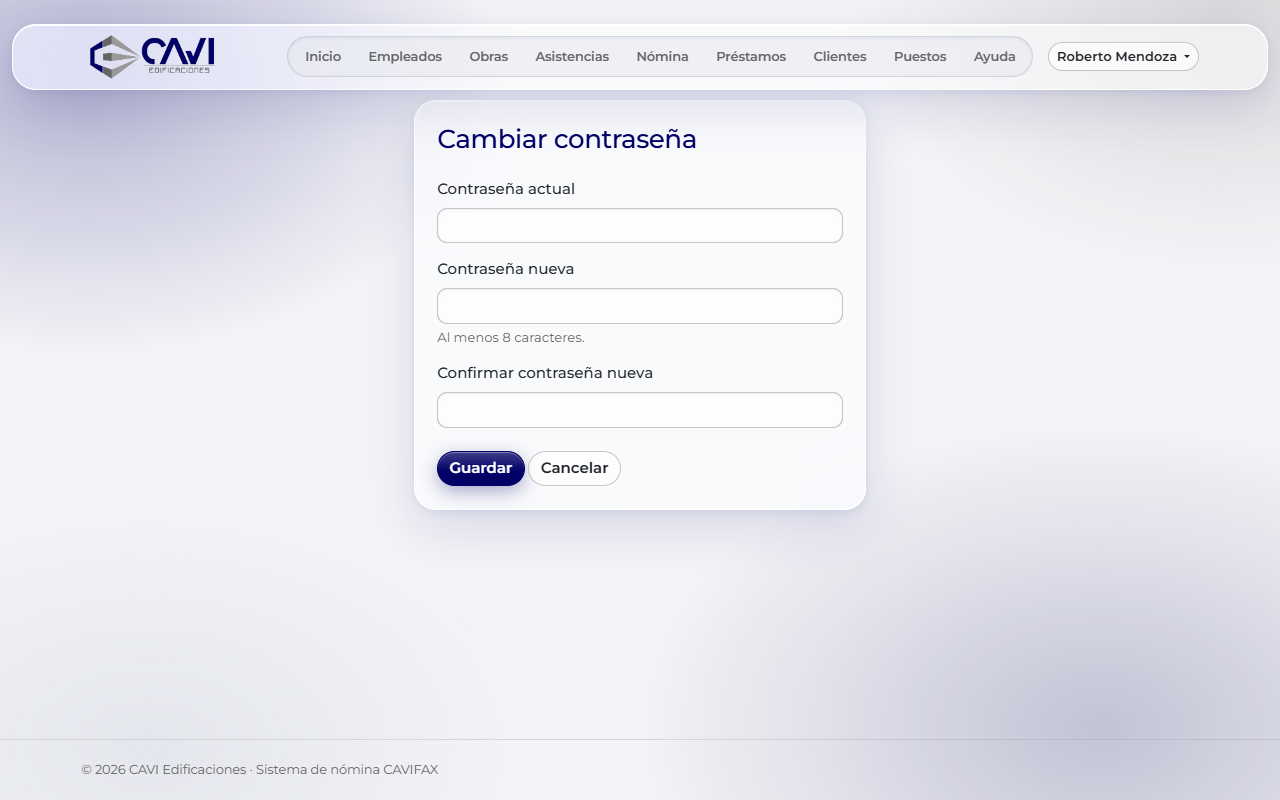 CAVI
EDIFICACIONES
Inicio Empleados Obras Asistencias Nómina Préstamos Clientes Puestos Ayuda Roberto Mendoza
Cambiar contraseña
Contraseña actual
Contraseña nueva
Al menos 8 caracteres.
Confirmar contraseña nueva
Guardar Cancelar
© 2026 CAVI Edificaciones · Sistema de nómina CAVIFAX